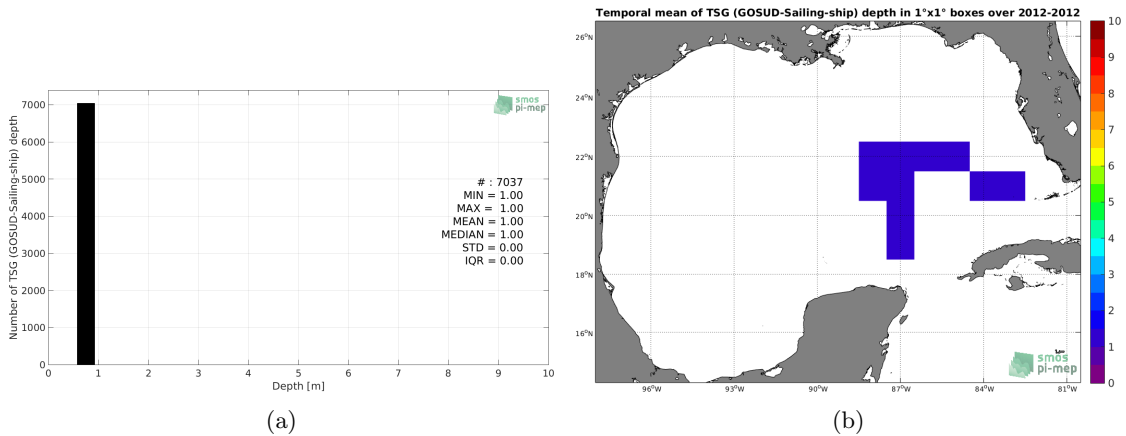 Temporal mean of TSG (GOSUD-Sailing-ship) depth in 1°x1° boxes over 2012-2012
Number of TSG (GOSUD-Sailing-ship) depth
7000
6000
5000
4000
3000
2000
1000
0
smos
pi-mep
# : 7037
MIN = 1.00
MAX = 1.00
MEAN = 1.00
MEDIAN = 1.00
STD = 0.00
IQR = 0.00
0 1 2 3 4 5 6 7 8 9 10
Depth [m]
(a)
26°N
24°N
22°N
20°N
18°N
16°N
96°W 93°W 90°W 87°W 84°W 81°W
smos
pi-mep
10
9
8
7
6
5
4
3
2
1
0
(b)